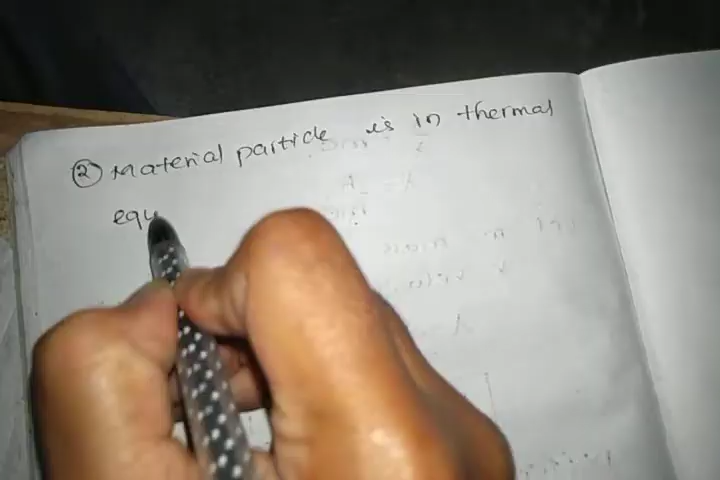 ② Material particle is in thermal
equ